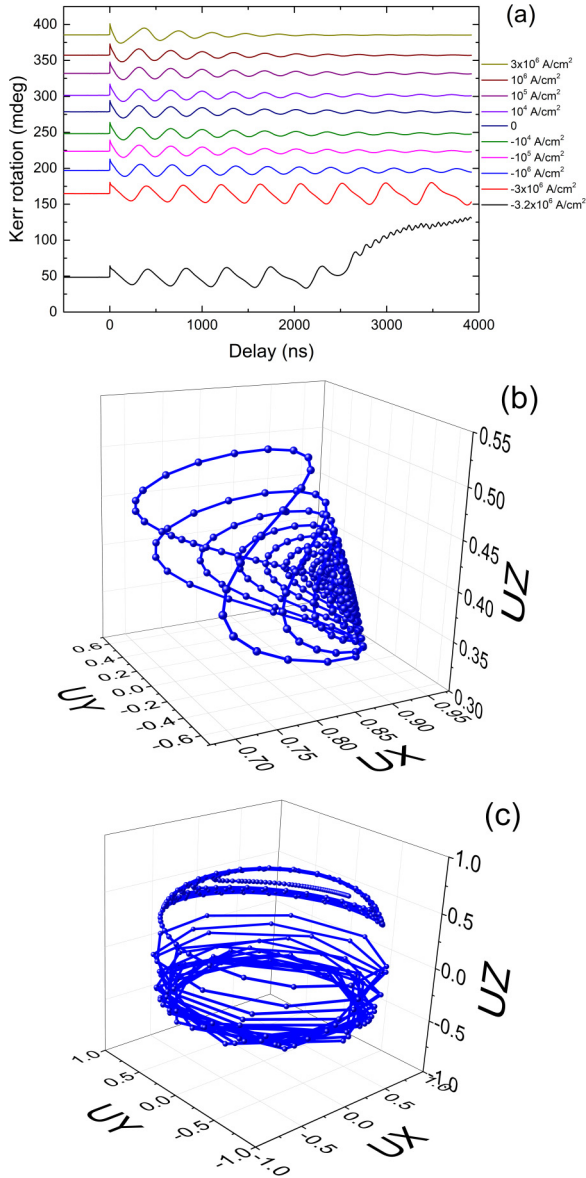 (a)
400
350
300
250
200
150
100
50
0
Kerr rotation (mdeg)
0 1000 2000 3000 4000
Delay (ns)
3x10⁶ A/cm²
10⁶ A/cm²
10⁵ A/cm²
10⁴ A/cm²
0
-10⁴ A/cm²
-10⁵ A/cm²
-10⁶ A/cm²
-3x10⁶ A/cm²
-3.2x10⁶ A/cm²
(b)
0.55
0.50
0.45
0.40
0.35
0.30
UZ
0.6
0.4
0.2
0.0
-0.2
-0.4
-0.6
UY
0.70
0.75
0.80
0.85
0.90
0.95
UX
(c)
1.0
0.5
0.0
-0.5
-1.0
UZ
1.0
0.5
0.0
-0.5
-1.0
UY
-1.0
-0.5
0.0
0.5
1.0
UX